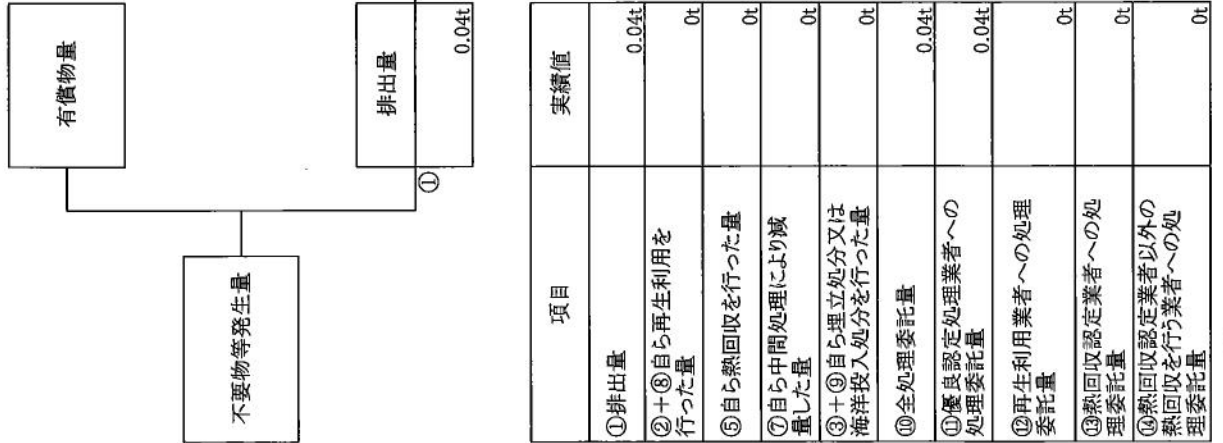 有償物量
不要物等発生量
排出量
①
0.04t
項目
実績値
①排出量
0.04t
②+⑧自ら再生利用を
行った量
0t
⑤自ら熱回収を行った量
0t
⑦自ら中間処理により減
量した量
0t
③+⑨自ら埋立処分又は
海洋投入処分を行った量
0t
⑩全処理委託量
0.04t
⑪優良認定処理業者への
処理委託量
0.04t
⑫再生利用業者への処理
委託量
0t
⑬熱回収認定業者への処
理委託量
0t
⑭熱回収認定業者以外の
熱回収を行う業者への処
理委託量
0t